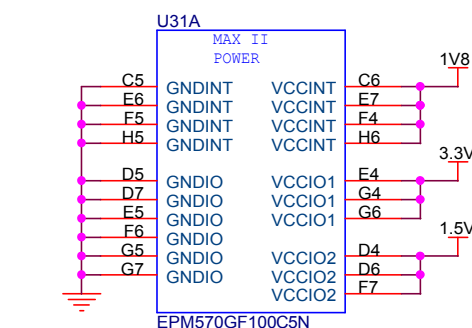 U31A
MAX II
POWER
1V8
C5 GNDINT VCCINT C6
E6 GNDINT VCCINT E7
F5 GNDINT VCCINT F4
H5 GNDINT VCCINT H6
3.3V
D5 GNDIO VCCIO1 E4
D7 GNDIO VCCIO1 G4
E5 GNDIO VCCIO1 G6
F6 GNDIO
1.5V
G5 GNDIO VCCIO2 D4
G7 GNDIO VCCIO2 D6
VCCIO2 F7
EPM570GF100C5N